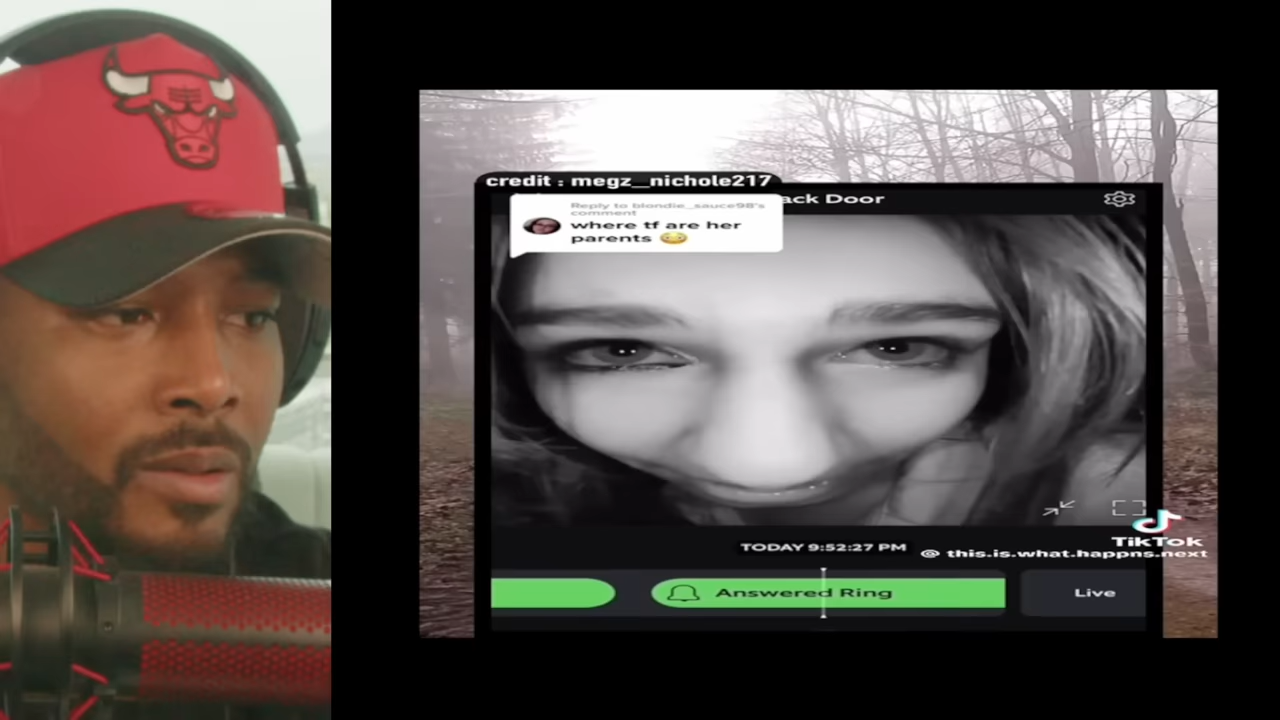 credit : megz_nichole217
ack Door
Reply to blondie_sauce98's
comment
where tf are her
parents 😳
TODAY 9:52:27 PM
TikTok
@ this.is.what.happns.next
Answered Ring
Live